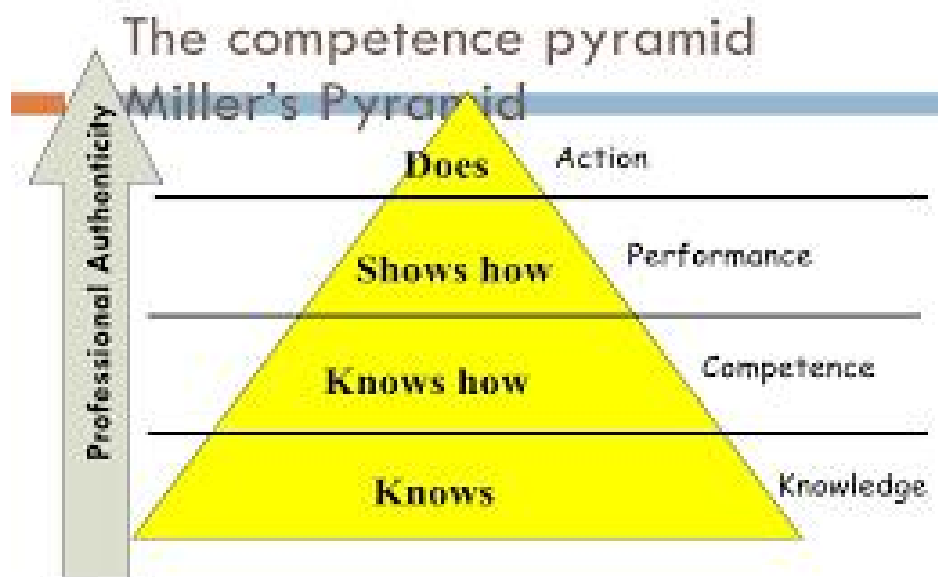 The competence pyramid
Miller's Pyramid
Professional Authenticity
Does
Action
Shows how
Performance
Knows how
Competence
Knows
Knowledge